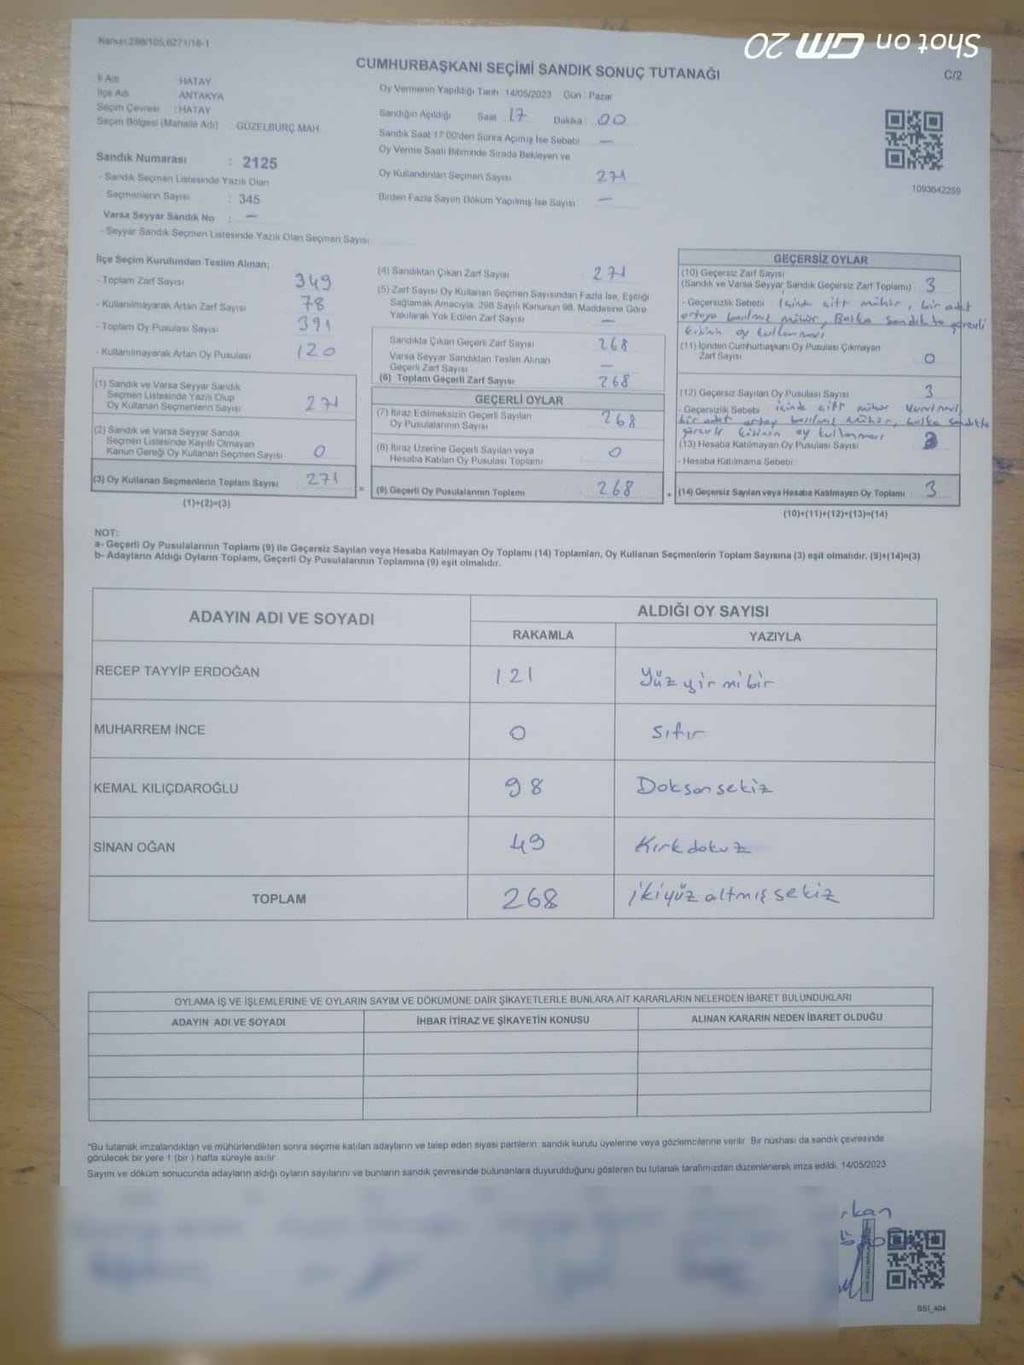 Shot on GM 20
Kanun:298/105,6271/16-1
CUMHURBAŞKANI SEÇİMİ SANDIK SONUÇ TUTANAĞI
C/2
İl Adı : HATAY
İlçe Adı : ANTAKYA
Seçim Çevresi : HATAY
Seçim Bölgesi (Mahalle Adı) : GÜZELBURÇ MAH.
Sandık Numarası : 2125
- Sandık Seçmen Listesinde Yazılı Olan
Seçmenlerin Sayısı : 345
Varsa Seyyar Sandık No : —
- Seyyar Sandık Seçmen Listesinde Yazılı Olan Seçmen Sayısı
Oy Vermenin Yapıldığı Tarih 14/05/2023 Gün : Pazar
Sandığın Açıldığı Saat : 17 Dakika : 00
Sandık Saat 17:00'den Sonra Açılmış İse Sebebi —
Oy Verme Saati Bitiminde Sırada Bekleyen ve
Oy Kullandırılan Seçmen Sayısı 271
Birden Fazla Sayım Döküm Yapılmış İse Sayısı —
1093642259
İlçe Seçim Kurulundan Teslim Alınan;
- Toplam Zarf Sayısı 349
- Kullanılmayarak Artan Zarf Sayısı 78
- Toplam Oy Pusulası Sayısı 391
- Kullanılmayarak Artan Oy Pusulası 120
(1) Sandık ve Varsa Seyyar Sandık
Seçmen Listesinde Yazılı Olup
Oy Kullanan Seçmenlerin Sayısı 271
(2) Sandık ve Varsa Seyyar Sandık
Seçmen Listesinde Kayıtlı Olmayan
Kanun Gereği Oy Kullanan Seçmen Sayısı 0
(3) Oy Kullanan Seçmenlerin Toplam Sayısı 271
(1)+(2)=(3)
(4) Sandıktan Çıkan Zarf Sayısı 271
(5) Zarf Sayısı Oy Kullanan Seçmen Sayısından Fazla İse, Eşitliği
Sağlamak Amacıyla 298 Sayılı Kanunun 98. Maddesine Göre
Yakılarak Yok Edilen Zarf Sayısı —
Sandıkta Çıkan Geçerli Zarf Sayısı 268
Varsa Seyyar Sandıktan Teslim Alınan
Geçerli Zarf Sayısı —
(6) Toplam Geçerli Zarf Sayısı 268
GEÇERLİ OYLAR
(7) İtiraz Edilmeksizin Geçerli Sayılan
Oy Pusulalarının Sayısı 268
(8) İtiraz Üzerine Geçerli Sayılan veya
Hesaba Katılan Oy Pusulası Toplamı 0
(9) Geçerli Oy Pusulalarının Toplamı 268
GEÇERSİZ OYLAR
(10) Geçersiz Zarf Sayısı
(Sandık ve Varsa Seyyar Sandık Geçersiz Zarf Toplamı) 3
- Geçersizlik Sebebi İçinde çift mühür, bir adet
ortaya basılmış mühür, Başka sandıkta görevli
kişinin oy kullanması
(11) İçinden Cumhurbaşkanı Oy Pusulası Çıkmayan
Zarf Sayısı 0
(12) Geçersiz Sayılan Oy Pusulası Sayısı 3
- Geçersizlik Sebebi içinde çift mühür
bir adet ortaya basılmış mühür, başka sandıkta
görevli kişinin oy kullanması
(13) Hesaba Katılmayan Oy Pusulası Sayısı
- Hesaba Katılmama Sebebi
(14) Geçersiz Sayılan veya Hesaba Katılmayan Oy Toplamı 3
(10)+(11)+(12)+(13)=(14)
NOT:
a- Geçerli Oy Pusulalarının Toplamı (9) ile Geçersiz Sayılan veya Hesaba Katılmayan Oy Toplamı (14) Toplamları, Oy Kullanan Seçmenlerin Toplam Sayısına (3) eşit olmalıdır. (9)+(14)=(3)
b- Adayların Aldığı Oyların Toplamı, Geçerli Oy Pusulalarının Toplamına (9) eşit olmalıdır.
ADAYIN ADI VE SOYADI
ALDIĞI OY SAYISI
RAKAMLA YAZIYLA
RECEP TAYYİP ERDOĞAN 121 Yüz yirmi bir
MUHARREM İNCE 0 Sıfır
KEMAL KILIÇDAROĞLU 98 Doksan sekiz
SİNAN OĞAN 49 Kırk dokuz
TOPLAM 268 ikiyüz altmış sekiz
OYLAMA İŞ VE İŞLEMLERİNE VE OYLARIN SAYIM VE DÖKÜMÜNE DAİR ŞİKAYETLERLE BUNLARA AİT KARARLARIN NELERDEN İBARET BULUNDUKLARI
ADAYIN ADI VE SOYADI İHBAR İTİRAZ VE ŞİKAYETİN KONUSU ALINAN KARARIN NEDEN İBARET OLDUĞU
*Bu tutanak imzalandıktan ve mühürlendikten sonra seçime katılan adayların ve talep eden siyasi partilerin sandık kurulu üyelerine veya gözlemcilerine verilir. Bir nüshası da sandık çevresinde
görülecek bir yere 1 (bir) hafta süreyle asılır.
Sayım ve döküm sonucunda adayların aldığı oyların sayılarını ve bunların sandık çevresinde bulunanlara duyurulduğunu gösteren bu tutanak tarafımızdan düzenlenerek imza edildi. 14/05/2023
rkan
SSI_404